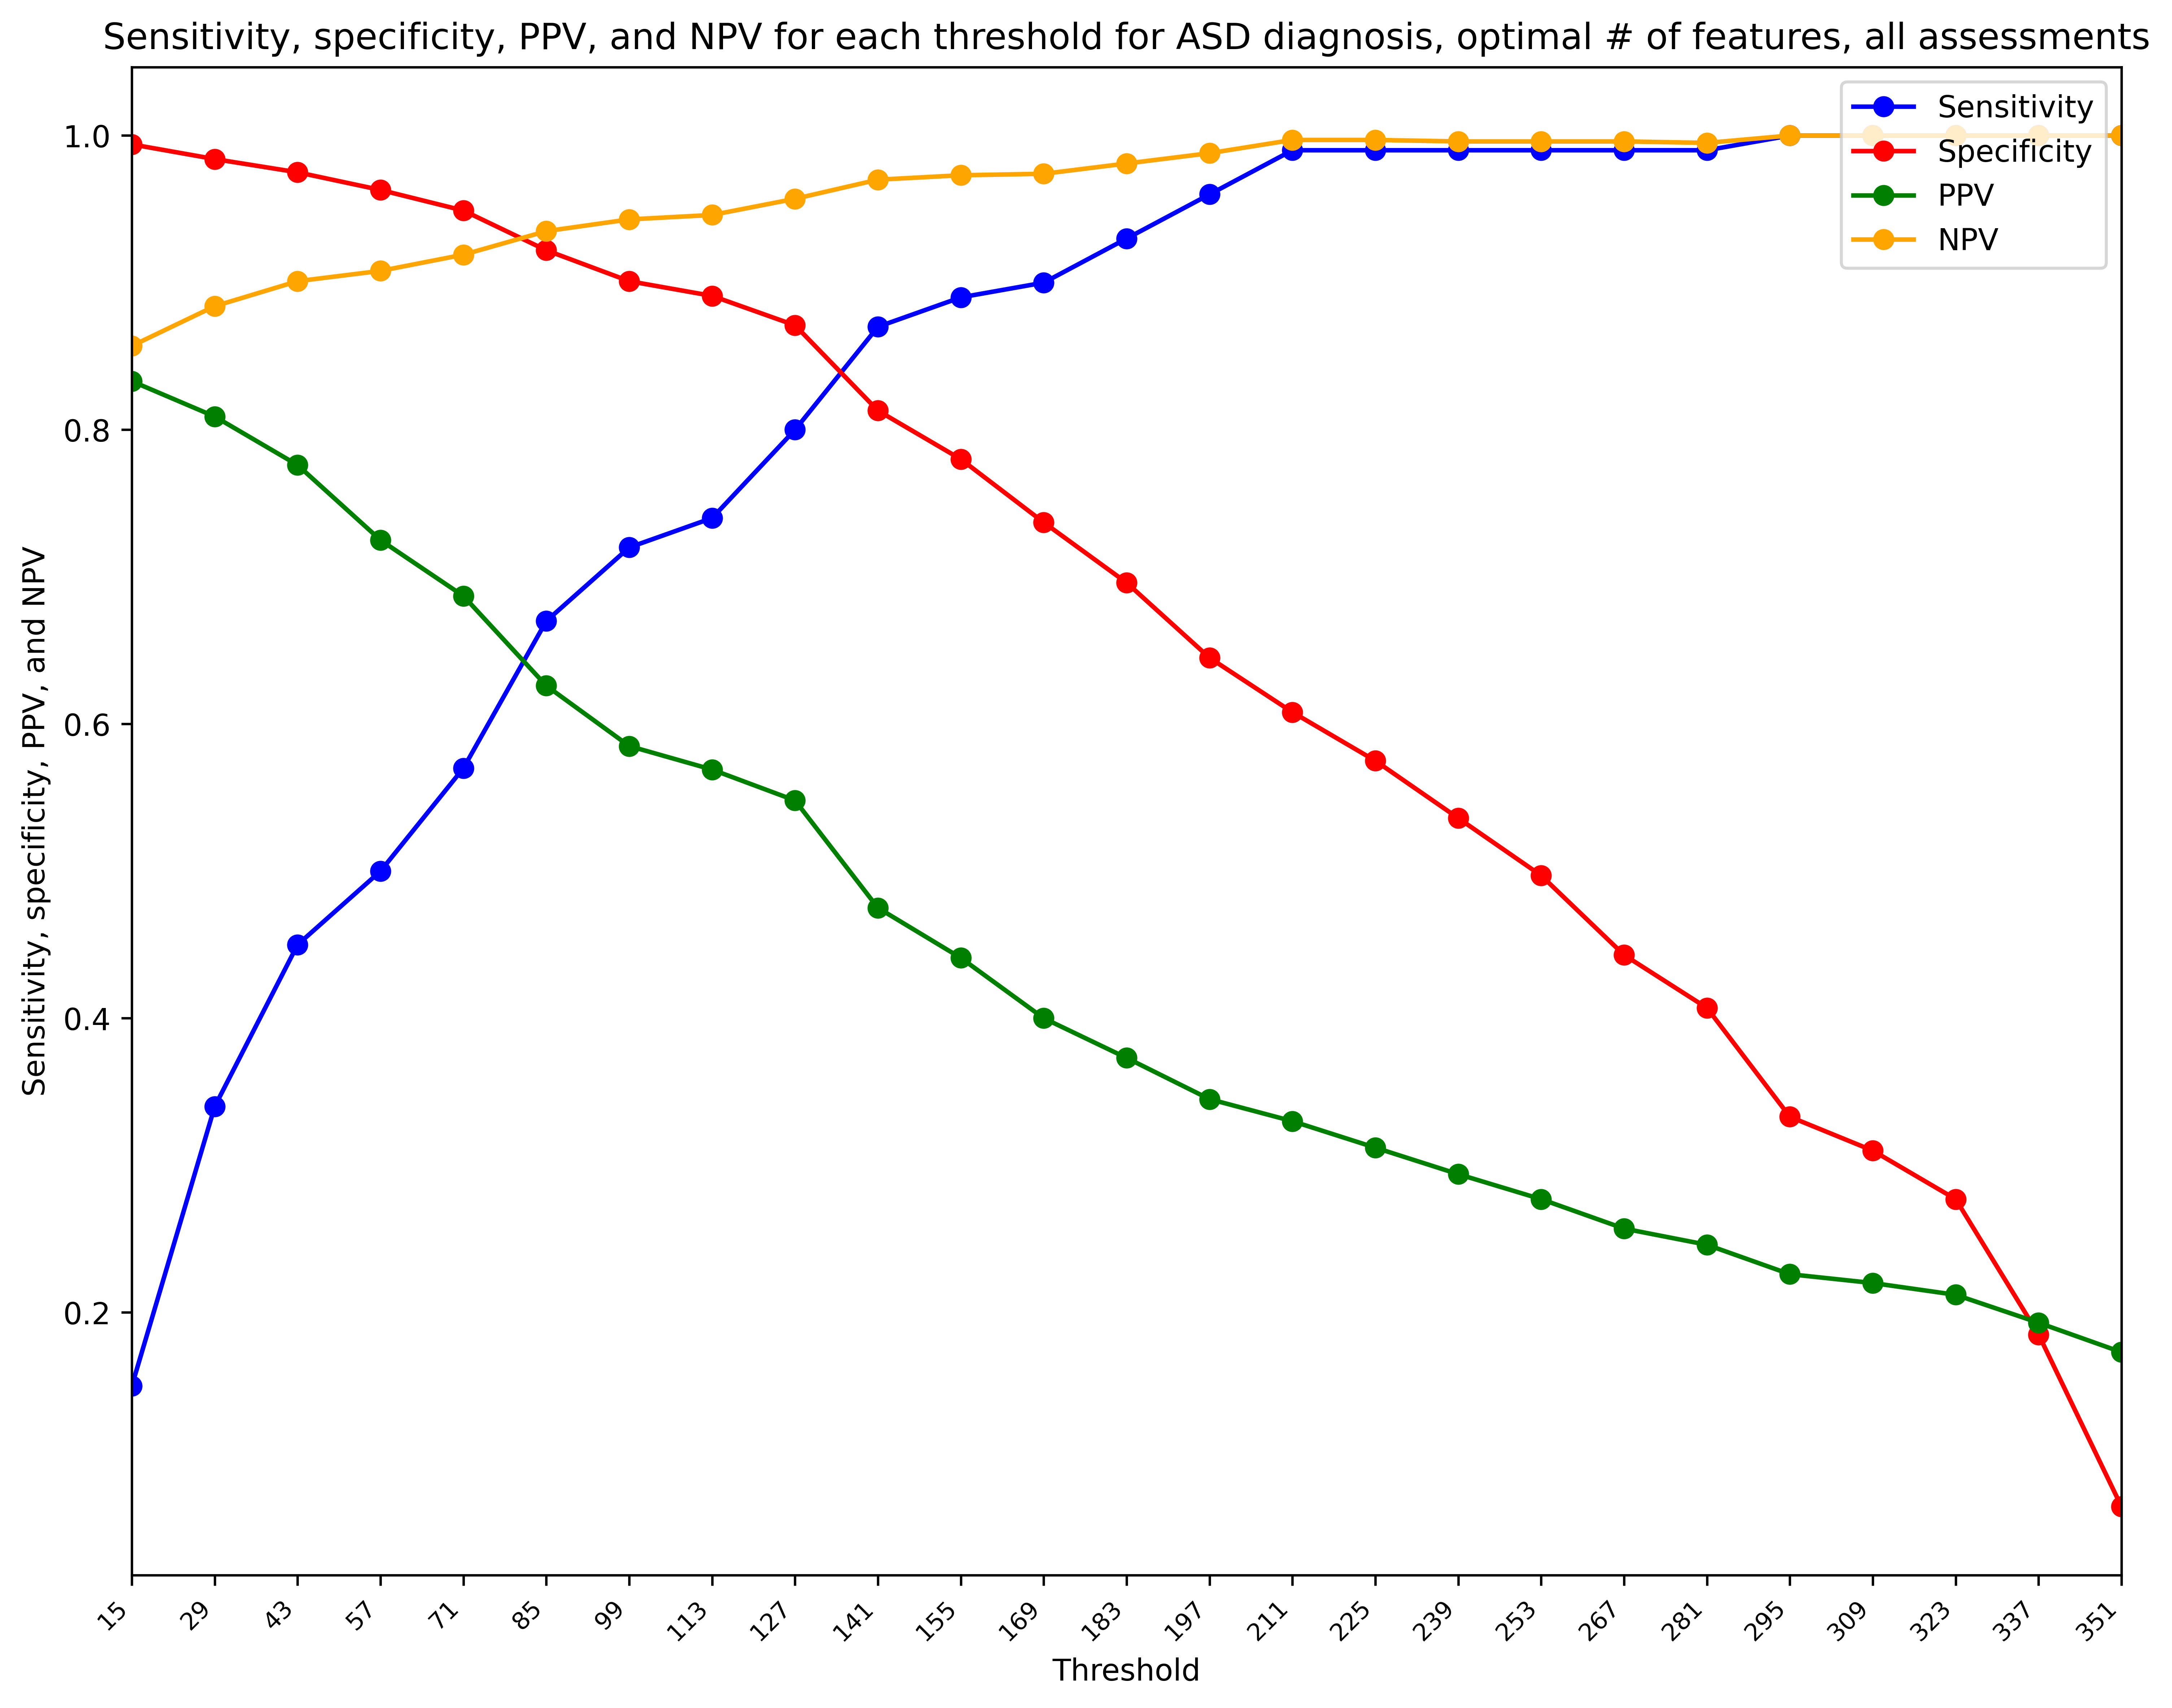 Sensitivity, specificity, PPV, and NPV for each threshold for ASD diagnosis, optimal # of features, all assessments
Sensitivity
Specificity
PPV
NPV
Sensitivity, specificity, PPV, and NPV
1.0
0.8
0.6
0.4
0.2
15 29 43 57 71 85 99 113 127 141 155 169 183 197 211 225 239 253 267 281 295 309 323 337 351
Threshold